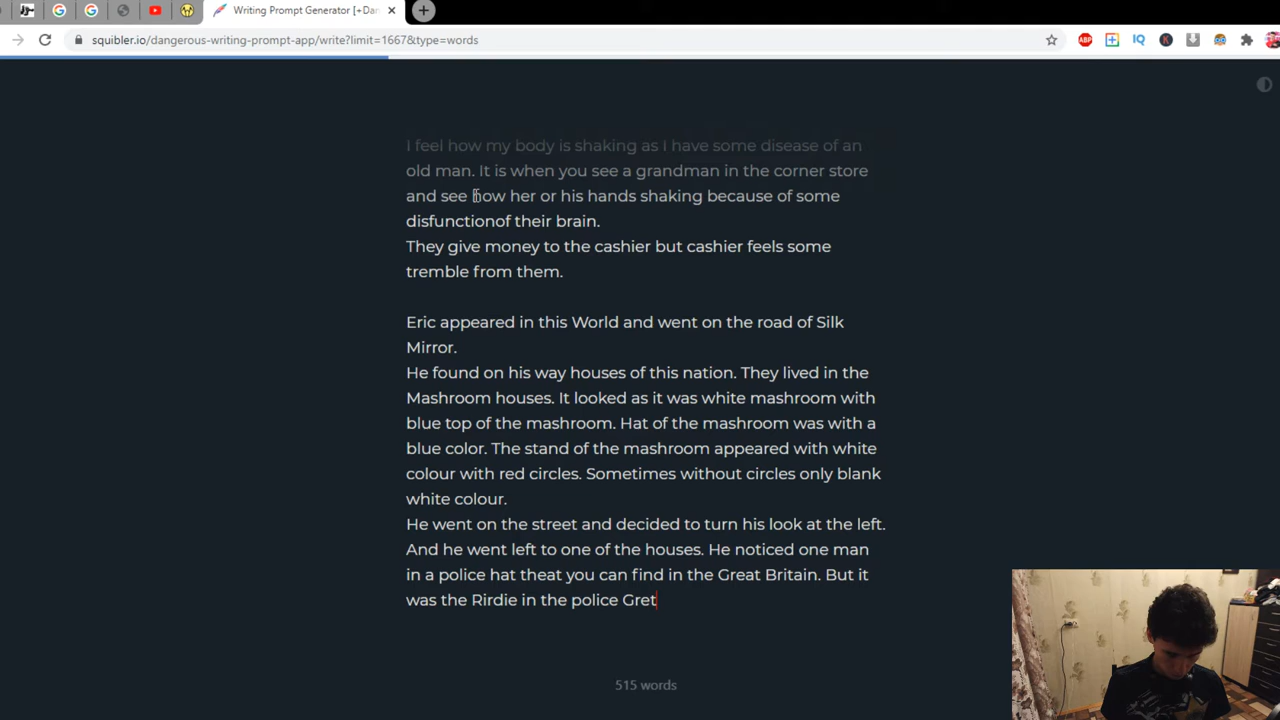 Writing Prompt Generator [+Dan
squibler.io/dangerous-writing-prompt-app/write?limit=1667&type=words
ABP
IQ
K
I feel how my body is shaking as I have some disease of an
old man. It is when you see a grandman in the corner store
and see how her or his hands shaking because of some
disfunctionof their brain.
They give money to the cashier but cashier feels some
tremble from them.
Eric appeared in this World and went on the road of Silk
Mirror.
He found on his way houses of this nation. They lived in the
Mashroom houses. It looked as it was white mashroom with
blue top of the mashroom. Hat of the mashroom was with a
blue color. The stand of the mashroom appeared with white
colour with red circles. Sometimes without circles only blank
white colour.
He went on the street and decided to turn his look at the left.
And he went left to one of the houses. He noticed one man
in a police hat theat you can find in the Great Britain. But it
was the Rirdie in the police Gret
515 words